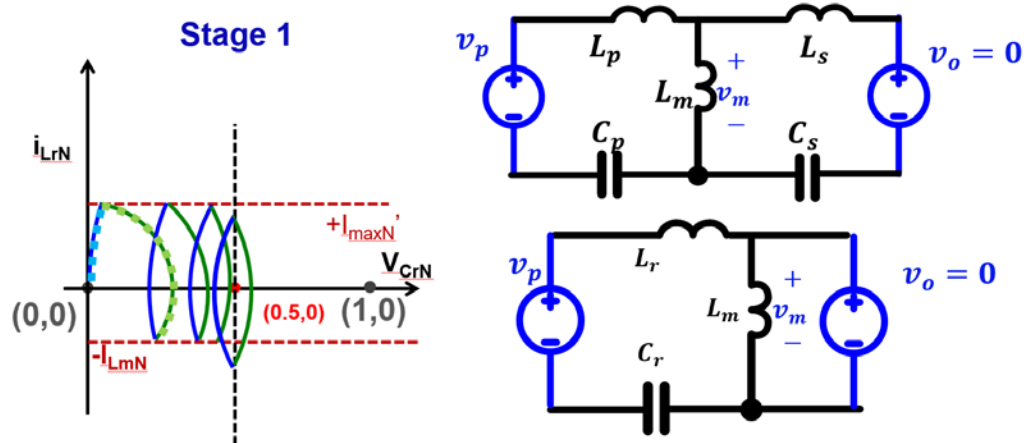 Stage 1
i_LrN
+I_maxN'
V_CrN
(0,0)
(0.5,0)
(1,0)
-I_LmN
v_p
L_p
L_s
v_o = 0
L_m
+
v_m
−
C_p
C_s
v_p
L_r
v_o = 0
L_m
+
v_m
−
C_r